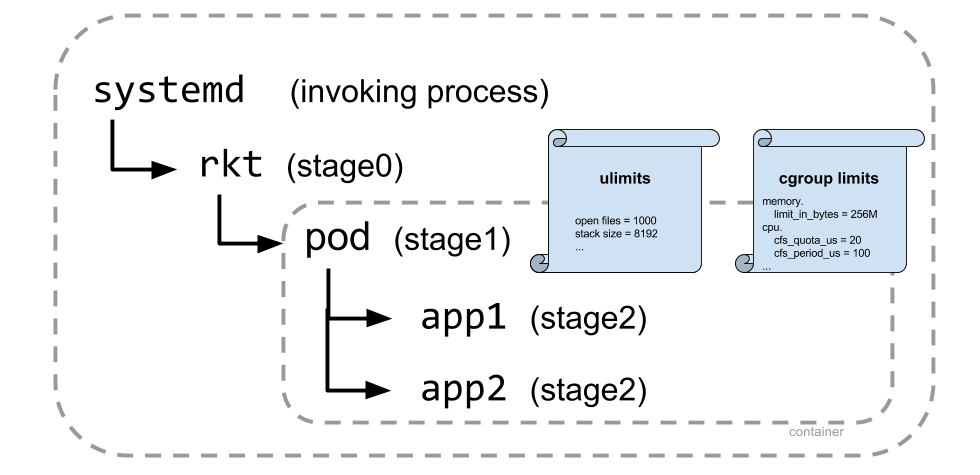 systemd (invoking process)
rkt (stage0)
pod (stage1)
app1 (stage2)
app2 (stage2)
ulimits
open files = 1000
stack size = 8192
...
cgroup limits
memory.
limit_in_bytes = 256M
cpu.
cfs_quota_us = 20
cfs_period_us = 100
...
container